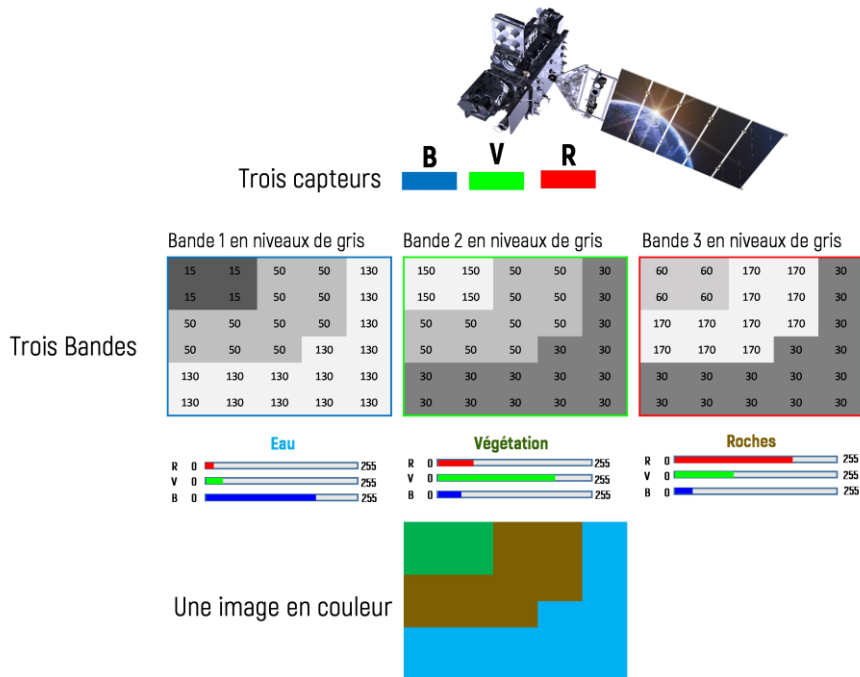 B V R
Trois capteurs
Bande 1 en niveaux de gris Bande 2 en niveaux de gris Bande 3 en niveaux de gris
15 15 50 50 130 150 150 50 50 30 60 60 170 170 30
15 15 50 50 130 150 150 50 50 30 60 60 170 170 30
50 50 50 50 130 50 50 50 50 30 170 170 170 170 30
Trois Bandes
50 50 50 130 130 50 50 50 30 30 170 170 30 30 30
130 130 130 130 130 30 30 30 30 30 30 30 30 30 30
130 130 130 130 130 30 30 30 30 30 30 30 30 30 30
Eau Végétation Roches
R 0 255 R 0 255 R 0 255
V 0 255 V 0 255 V 0 255
B 0 255 B 0 255 B 0 255
Une image en couleur